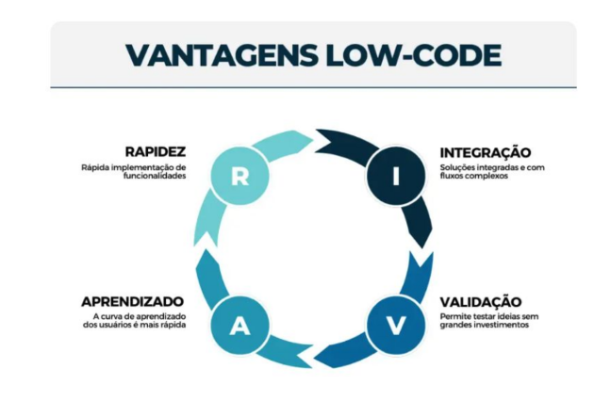 VANTAGENS LOW-CODE
RAPIDEZ
Rápida implementação de
funcionalidades
R
I
INTEGRAÇÃO
Soluções integradas e com
fluxos complexos
APRENDIZADO
A curva de aprendizado
dos usuários é mais rápida
A
V
VALIDAÇÃO
Permite testar ideias sem
grandes investimentos